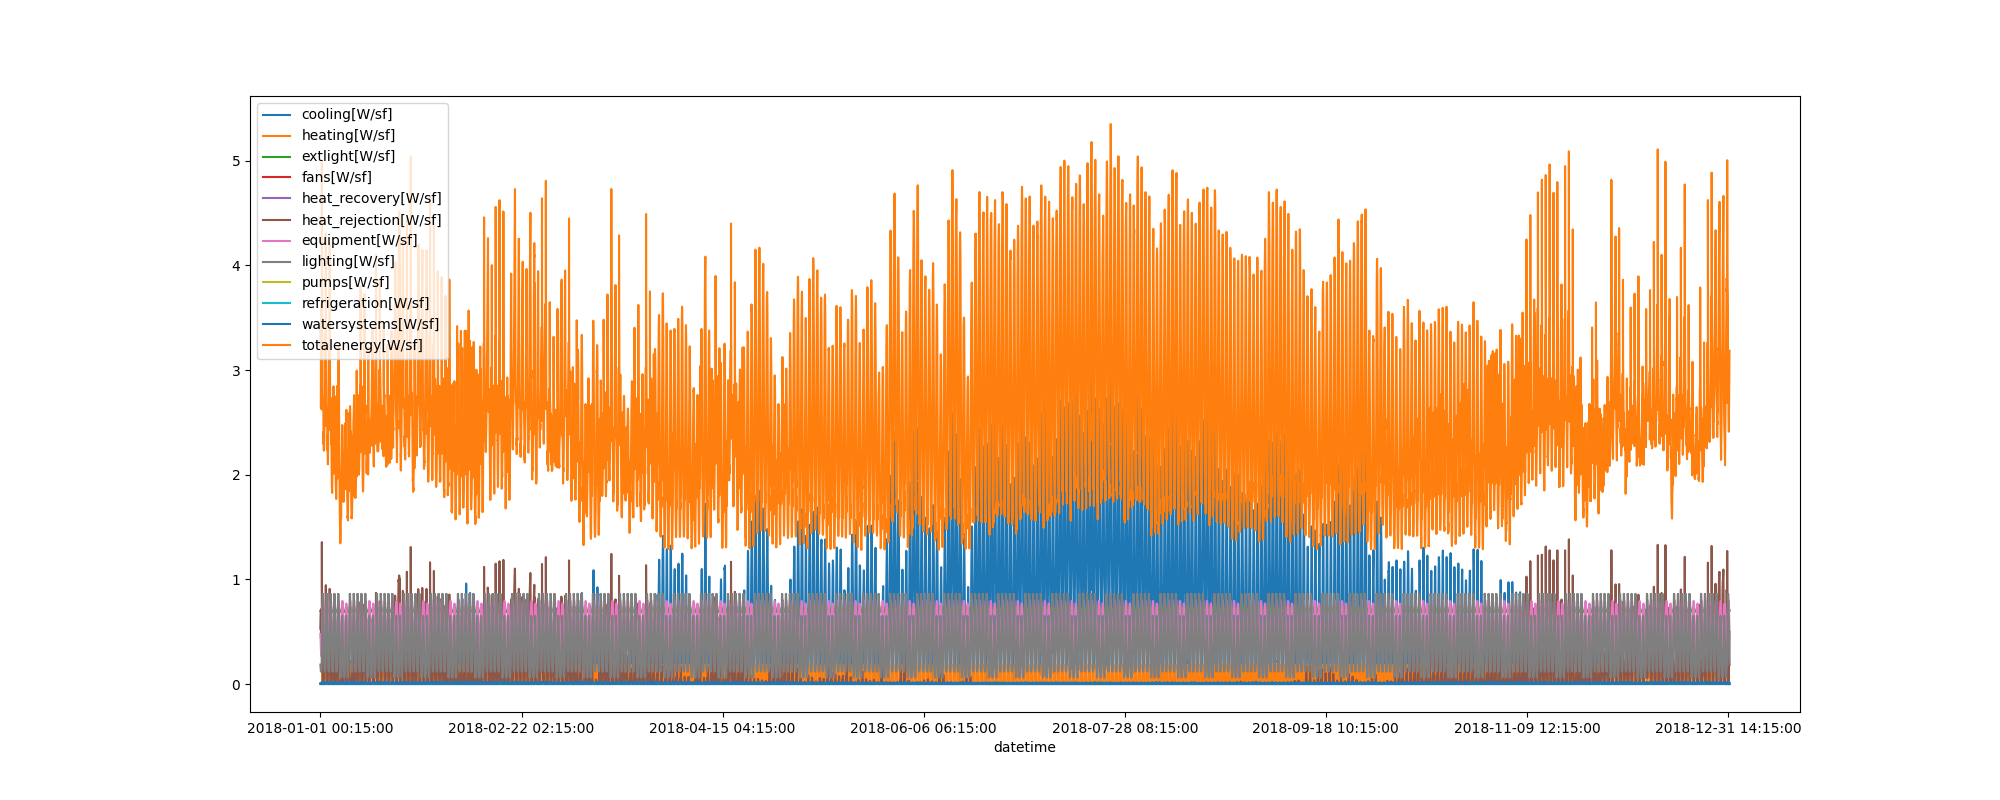 cooling[W/sf]
heating[W/sf]
extlight[W/sf]
fans[W/sf]
heat_recovery[W/sf]
heat_rejection[W/sf]
equipment[W/sf]
lighting[W/sf]
pumps[W/sf]
refrigeration[W/sf]
watersystems[W/sf]
totalenergy[W/sf]
5
4
3
2
1
0
2018-01-01 00:15:00 2018-02-22 02:15:00 2018-04-15 04:15:00 2018-06-06 06:15:00 2018-07-28 08:15:00 2018-09-18 10:15:00 2018-11-09 12:15:00 2018-12-31 14:15:00
datetime